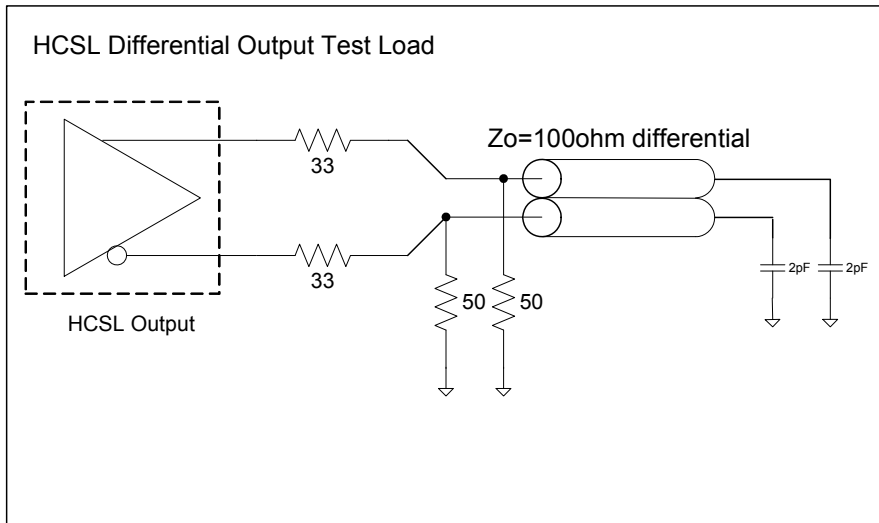 HCSL Differential Output Test Load
Zo=100ohm differential
33
33
50
50
2pF
2pF
HCSL Output